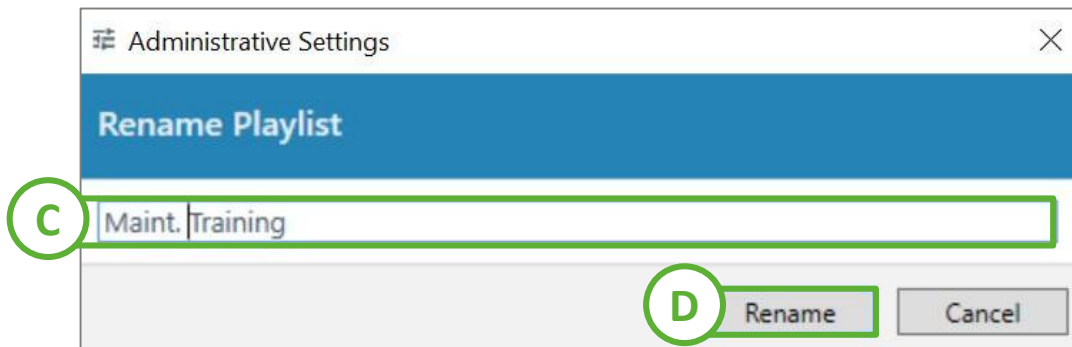 Administrative Settings
Rename Playlist
C
Maint. Training
D
Rename
Cancel